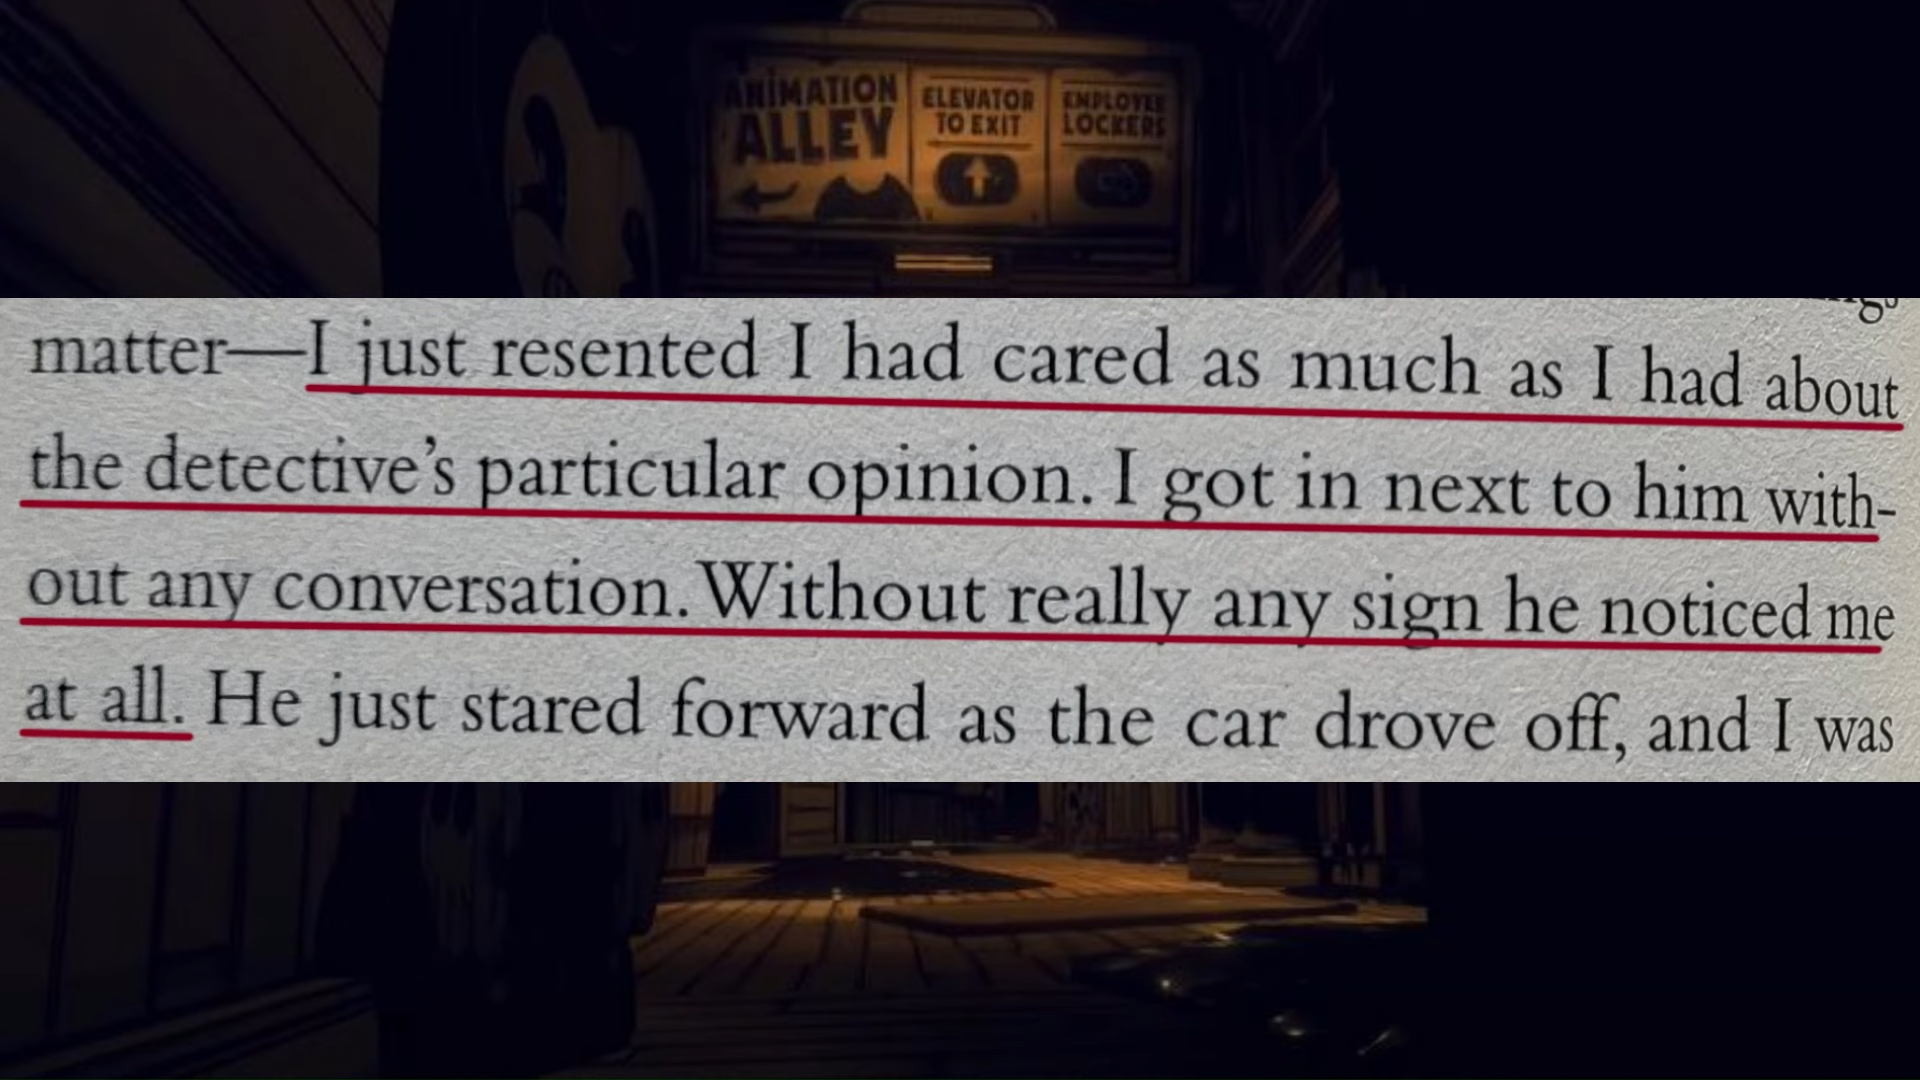 ANIMATION
ALLEY
ELEVATOR
TO EXIT
EMPLOYEE
LOCKERS
matter—I just resented I had cared as much as I had about
the detective’s particular opinion. I got in next to him with-
out any conversation. Without really any sign he noticed me
at all. He just stared forward as the car drove off, and I was